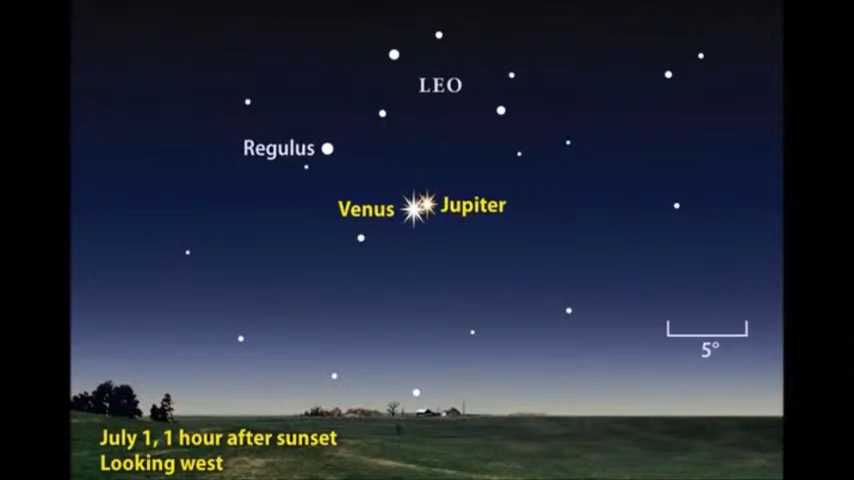 LEO
Regulus
Venus Jupiter
5°
July 1, 1 hour after sunset
Looking west